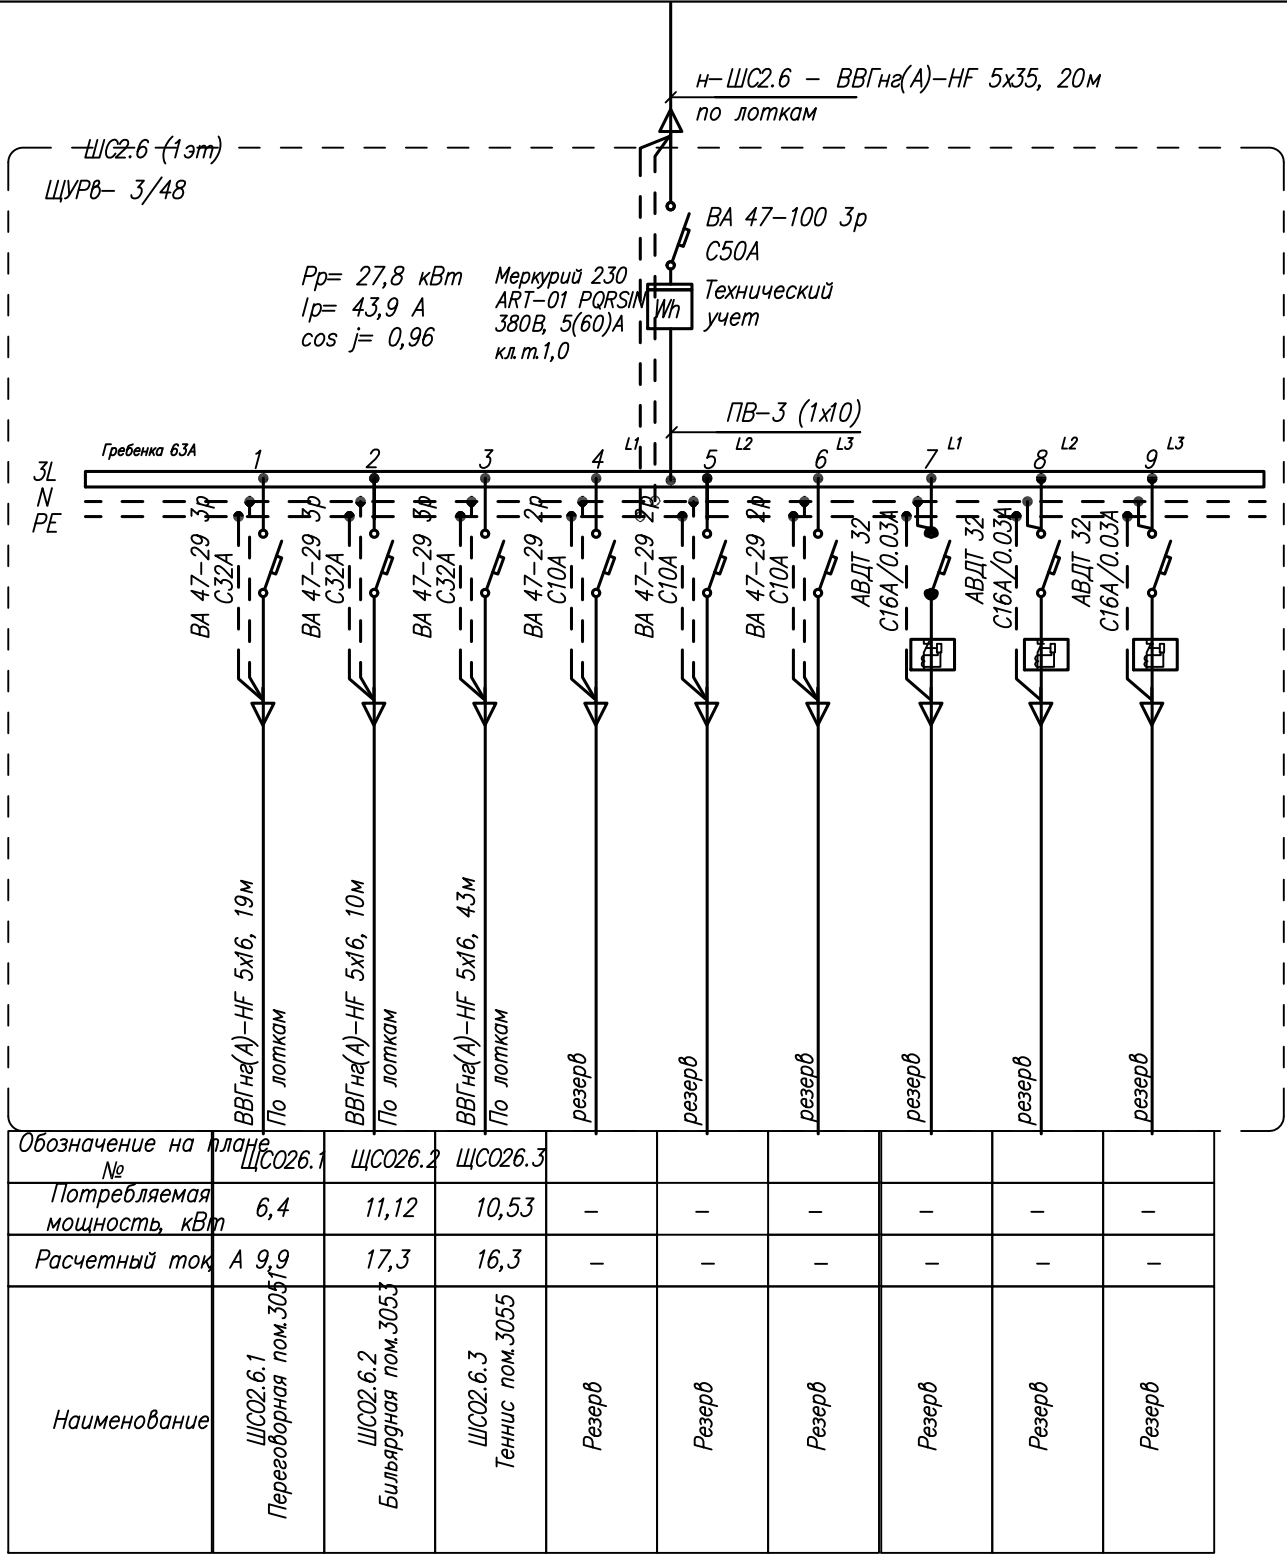 н-ШС2.6 - ВВГнг(А)-HF 5х35, 20м
по лоткам
ШС2.6 (1эт)
ЩУРв- 3/48
ВА 47-100 3р
С50А
Рр= 27,8 кВт
Iр= 43,9 А
cos j= 0,96
Меркурий 230
ART-01 PQRSIN
380В, 5(60)А
кл.т.1,0
Wh
Технический
учет
ПВ-3 (1х10)
Гребенка 63А
1 2 3 4 L1 5 L2 6 L3 7 L1 8 L2 9 L3
3L
N
PE
ВА 47-29 3р
С32А
ВА 47-29 3р
С32А
ВА 47-29 3р
С32А
ВА 47-29 2р
С10А
ВА 47-29 2р
С10А
ВА 47-29 2р
С10А
АВДТ 32
С16А/0.03А
АВДТ 32
С16А/0.03А
АВДТ 32
С16А/0.03А
ВВГнг(А)-HF 5х16, 19м
По лоткам
ВВГнг(А)-HF 5х16, 10м
По лоткам
ВВГнг(А)-HF 5х16, 43м
По лоткам
резерв
резерв
резерв
резерв
резерв
резерв
Обозначение на плане
№
ЩСО26.1 ЩСО26.2 ЩСО26.3
Потребляемая
мощность, кВт
6,4 11,12 10,53 - - - - - -
Расчетный ток, А 9,9 17,3 16,3 - - - - - -
Наименование
ЩСО2.6.1
Переговорная пом.3051
ЩСО2.6.2
Бильярдная пом.3053
ЩСО2.6.3
Теннис пом.3055
Резерв
Резерв
Резерв
Резерв
Резерв
Резерв